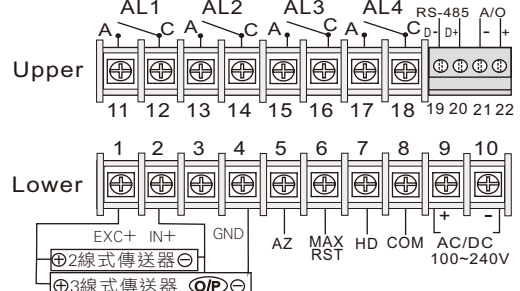 AL1 AL2 AL3 AL4 RS-485 A/O
A C A C A C A C D- D+ - +
Upper
11 12 13 14 15 16 17 18 19 20 21 22
1 2 3 4 5 6 7 8 9 10
Lower
+ -
EXC+ IN+ GND AZ MAX RST HD COM AC/DC 100~240V
⊕2線式傳送器⊖
⊕3線式傳送器 O/P ⊖